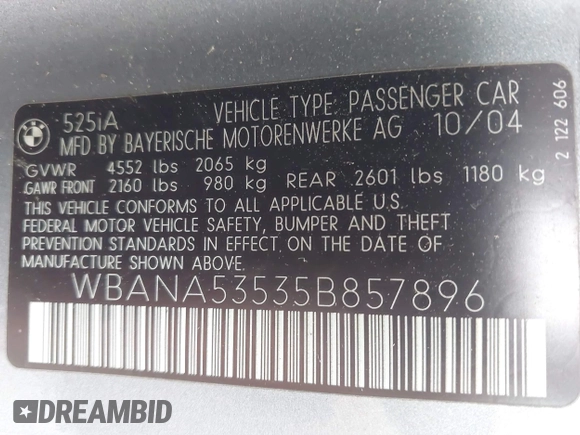 BMW
525iA VEHICLE TYPE PASSENGER CAR
MFD.BY BAYERISCHE MOTORENWERKE AG 10/04
GVWR 4552 lbs 2065 kg
GAWR FRONT 2160 lbs 980 kg REAR 2601 lbs 1180 kg
THIS VEHICLE CONFORMS TO ALL APPLICABLE U.S.
FEDERAL MOTOR VEHICLE SAFETY, BUMPER AND THEFT
PREVENTION STANDARDS IN EFFECT ON THE DATE OF
MANUFACTURE SHOWN ABOVE.
WBANA53535B857896
2 122 606
DREAMBID